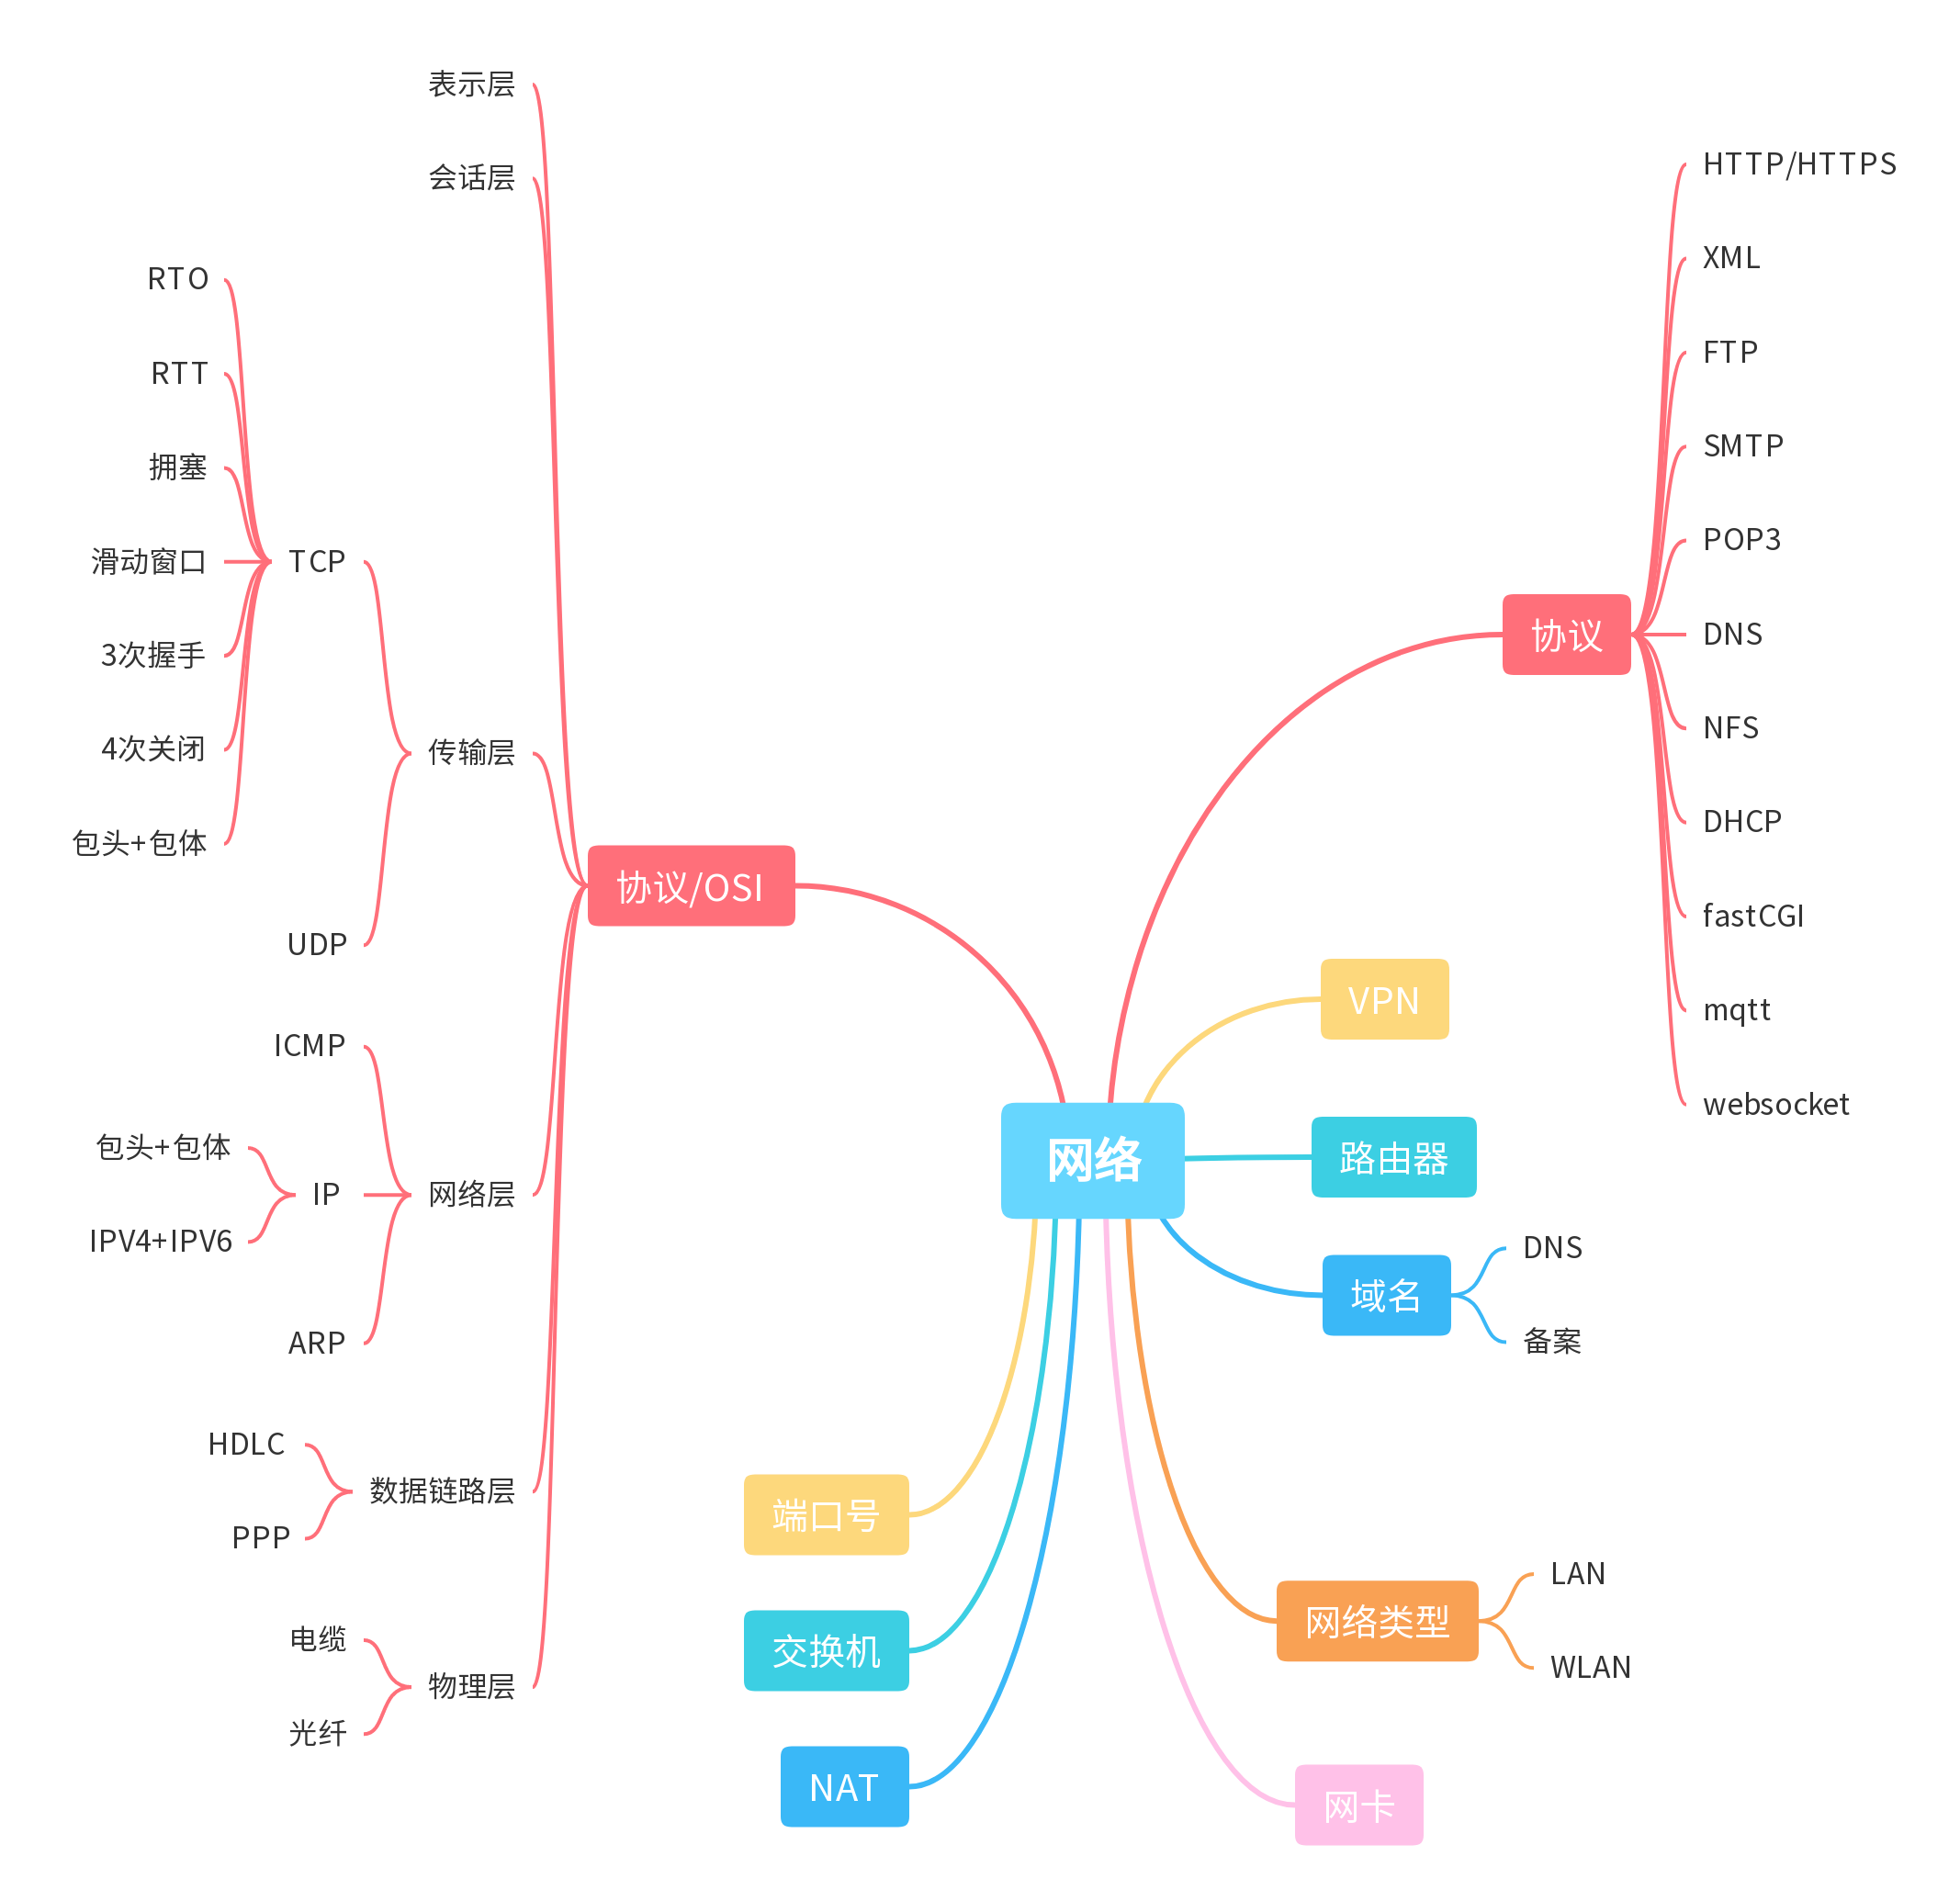 表示层
会话层
RTO
RTT
拥塞
滑动窗口
3次握手
4次关闭
包头+包体
TCP
UDP
传输层
ICMP
包头+包体
IPV4+IPV6
IP
ARP
网络层
HDLC
PPP
数据链路层
电缆
光纤
物理层
协议/OSI
端口号
交换机
NAT
网络
协议
HTTP/HTTPS
XML
FTP
SMTP
POP3
DNS
NFS
DHCP
fastCGI
mqtt
websocket
VPN
路由器
域名
DNS
备案
网络类型
LAN
WLAN
网卡